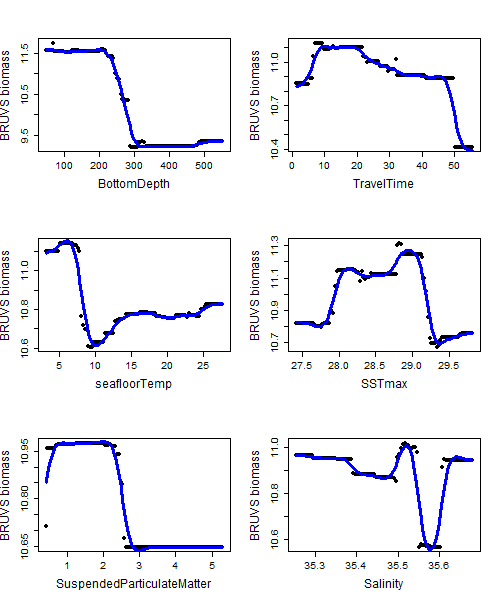 BRUVS biomass
9.5
11.5
100 200 300 400 500
BottomDepth
BRUVS biomass
10.4
10.7
11.0
0 10 20 30 40 50
TravelTime
BRUVS biomass
10.6
10.8
11.0
5 10 15 20 25
seafloorTemp
BRUVS biomass
10.7
10.9
11.1
11.3
27.5 28.0 28.5 29.0 29.5
SSTmax
BRUVS biomass
10.65
10.80
10.95
1 2 3 4 5
SuspendedParticulateMatter
BRUVS biomass
10.6
10.8
11.0
35.3 35.4 35.5 35.6
Salinity